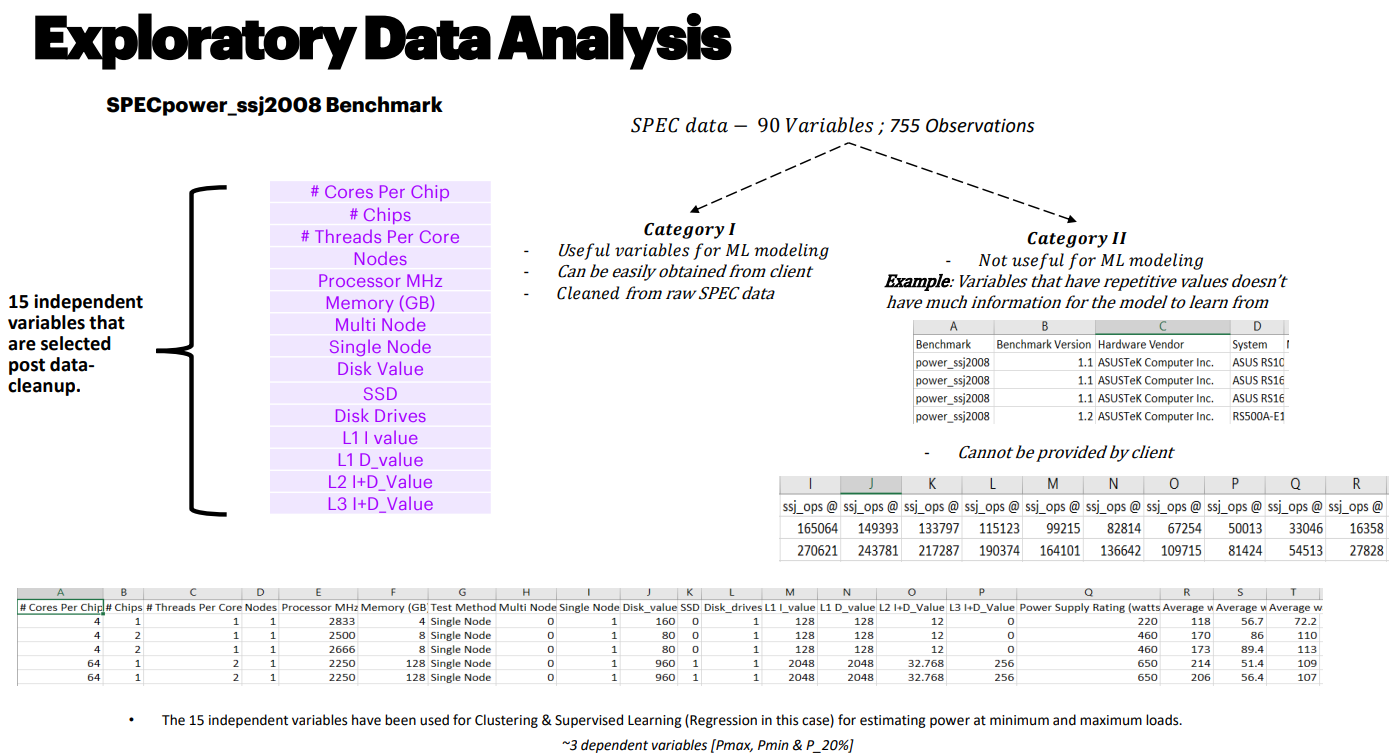 Exploratory Data Analysis
SPECpower_ssj2008 Benchmark
SPEC data − 90 Variables ; 755 Observations
15 independent
variables that
are selected
post data-
cleanup.
# Cores Per Chip
# Chips
# Threads Per Core
Nodes
Processor MHz
Memory (GB)
Multi Node
Single Node
Disk Value
SSD
Disk Drives
L1 I value
L1 D_value
L2 I+D_Value
L3 I+D_Value
Category I
- Useful variables for ML modeling
- Can be easily obtained from client
- Cleaned from raw SPEC data
Category II
- Not useful for ML modeling
Example: Variables that have repetitive values doesn't
have much information for the model to learn from
A B C D
Benchmark Benchmark Version Hardware Vendor System
power_ssj2008 1.1 ASUSTeK Computer Inc. ASUS RS10
power_ssj2008 1.1 ASUSTeK Computer Inc. ASUS RS16
power_ssj2008 1.1 ASUSTeK Computer Inc. ASUS RS16
power_ssj2008 1.2 ASUSTeK Computer Inc. RS500A-E1
- Cannot be provided by client
I J K L M N O P Q R
ssj_ops @ ssj_ops @ ssj_ops @ ssj_ops @ ssj_ops @ ssj_ops @ ssj_ops @ ssj_ops @ ssj_ops @ ssj_ops @
165064 149393 133797 115123 99215 82814 67254 50013 33046 16358
270621 243781 217287 190374 164101 136642 109715 81424 54513 27828
A B C D E F G H I J K L M N O P Q R S T
# Cores Per Chip # Chips # Threads Per Core Nodes Processor MHz Memory (GB) Test Method Multi Node Single Node Disk_value SSD Disk_drives L1 I_value L1 D_value L2 I+D_Value L3 I+D_Value Power Supply Rating (watts Average w Average w Average w
4 1 1 1 2833 4 Single Node 0 1 160 0 1 128 128 12 0 220 118 56.7 72.2
4 2 1 1 2500 8 Single Node 0 1 80 0 1 128 128 12 0 460 170 86 110
4 2 1 1 2666 8 Single Node 0 1 80 0 1 128 128 12 0 460 173 89.4 113
64 1 2 1 2250 128 Single Node 0 1 960 1 1 2048 2048 32.768 256 650 214 51.4 109
64 1 2 1 2250 128 Single Node 0 1 960 1 1 2048 2048 32.768 256 650 206 56.4 107
• The 15 independent variables have been used for Clustering & Supervised Learning (Regression in this case) for estimating power at minimum and maximum loads.
~3 dependent variables [Pmax, Pmin & P_20%]